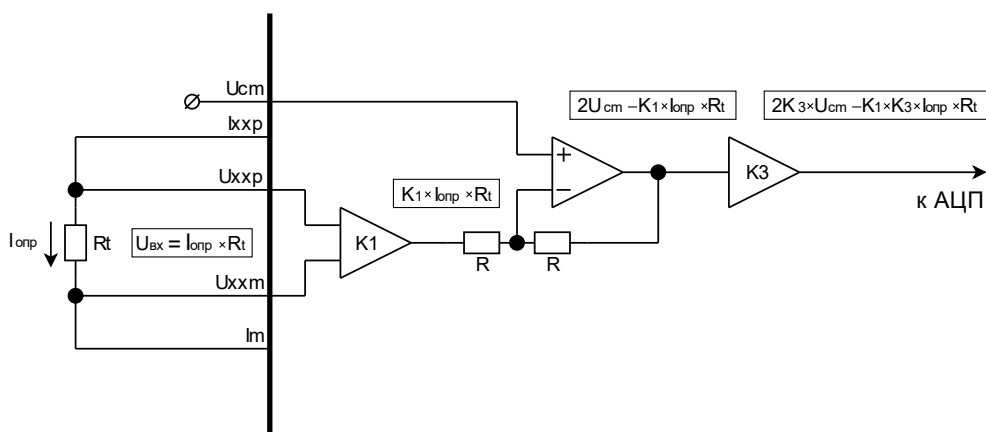 Ucm
Ixxp
Uxxp
Iопр
Rt
Uвх = Iопр × Rt
Uxxm
Im
K1
K1 × Iопр × Rt
R
R
+
−
2Ucm − K1 × Iопр × Rt
K3
2K3 × Ucm − K1 × K3 × Iопр × Rt
к АЦП